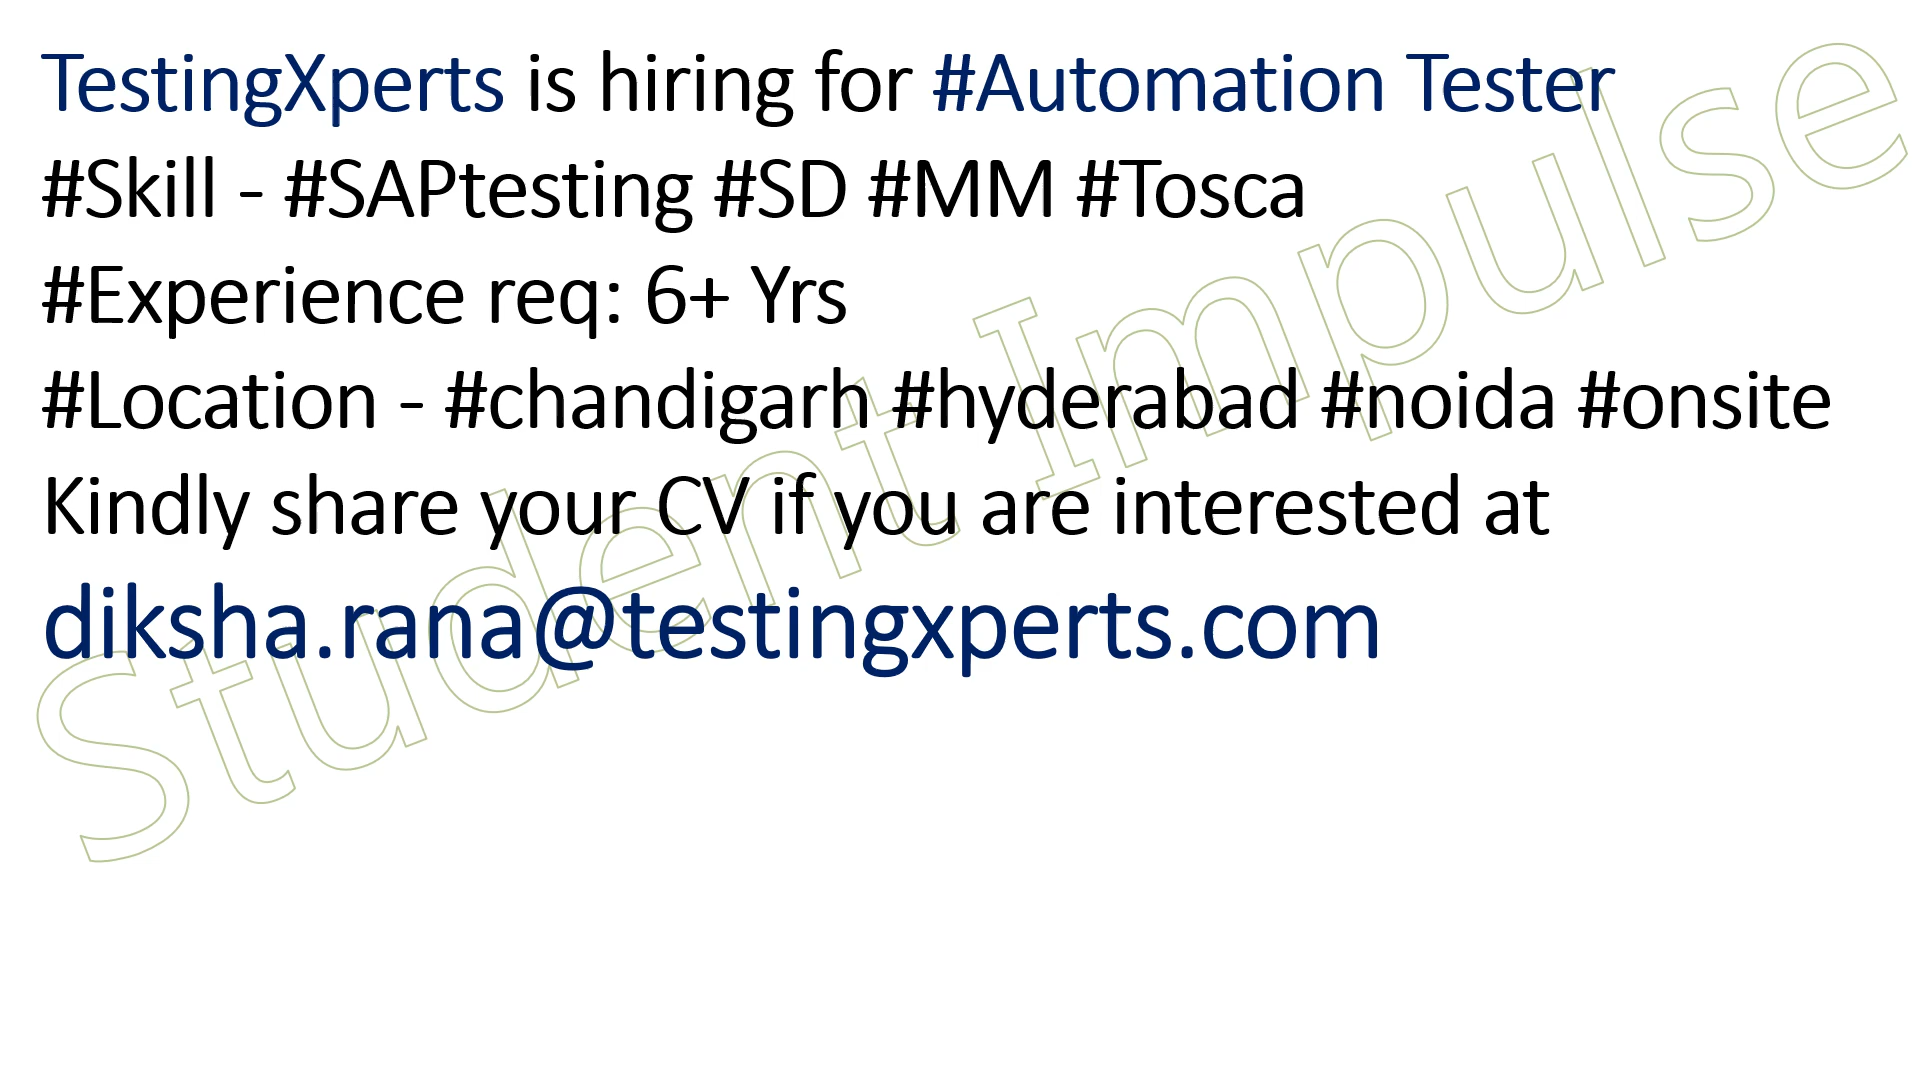 TestingXperts is hiring for #Automation Tester
#Skill - #SAPtesting #SD #MM #Tosca
#Experience req: 6+ Yrs
#Location - #chandigarh #hyderabad #noida #onsite
Kindly share your CV if you are interested at
diksha.rana@testingxperts.com
Student Impulse